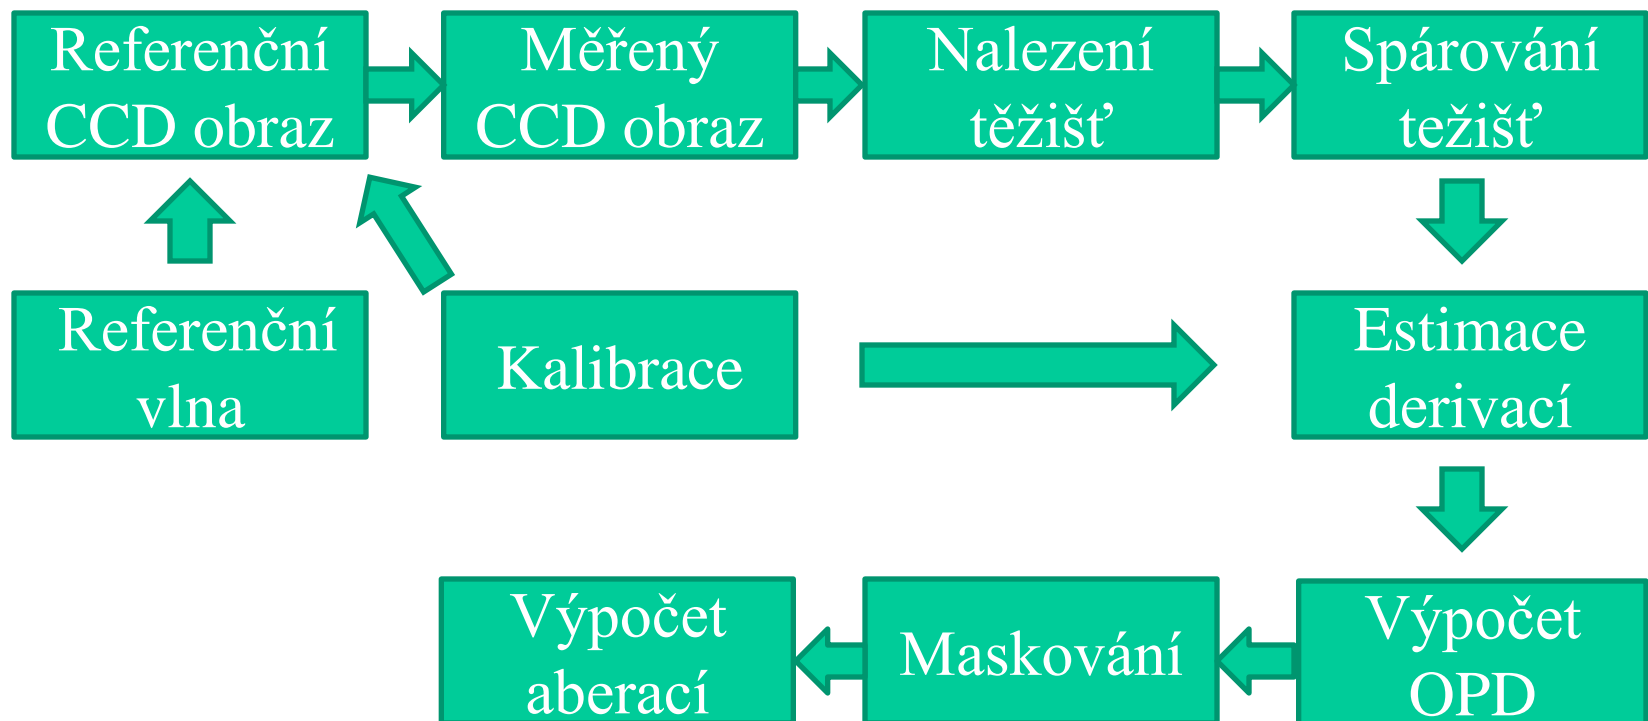 Referenční
CCD obraz
Měřený
CCD obraz
Nalezení
těžišť
Spárování
težišť
Referenční
vlna
Kalibrace
Estimace
derivací
Výpočet
aberací
Maskování
Výpočet
OPD